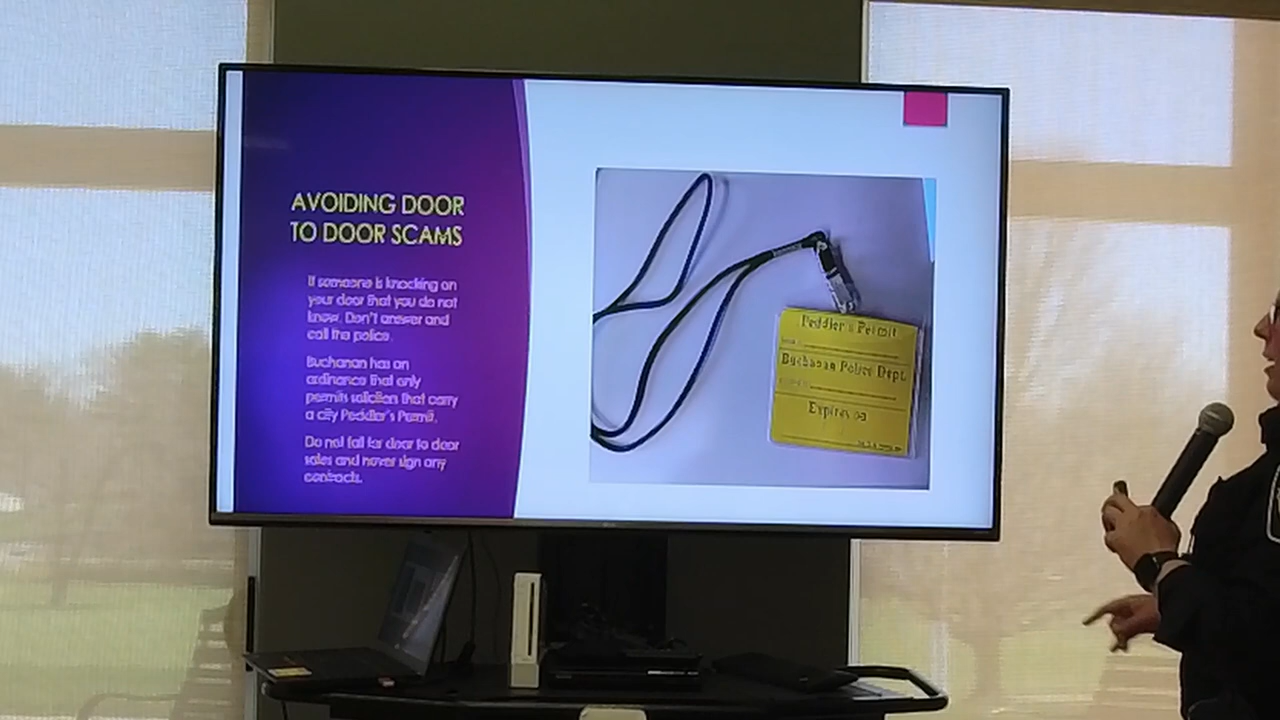 AVOIDING DOOR
TO DOOR SCAMS
If someone is knocking on
your door that you do not
know. Don't answer and
call the police.
Buchanan has an
ordinance that only
permits solicitors that carry
a city Peddler's Permit.
Do not fall for door to door
sales and never sign any
contracts.
Peddler's Permit
Buchanan Police Dept.
Expires on